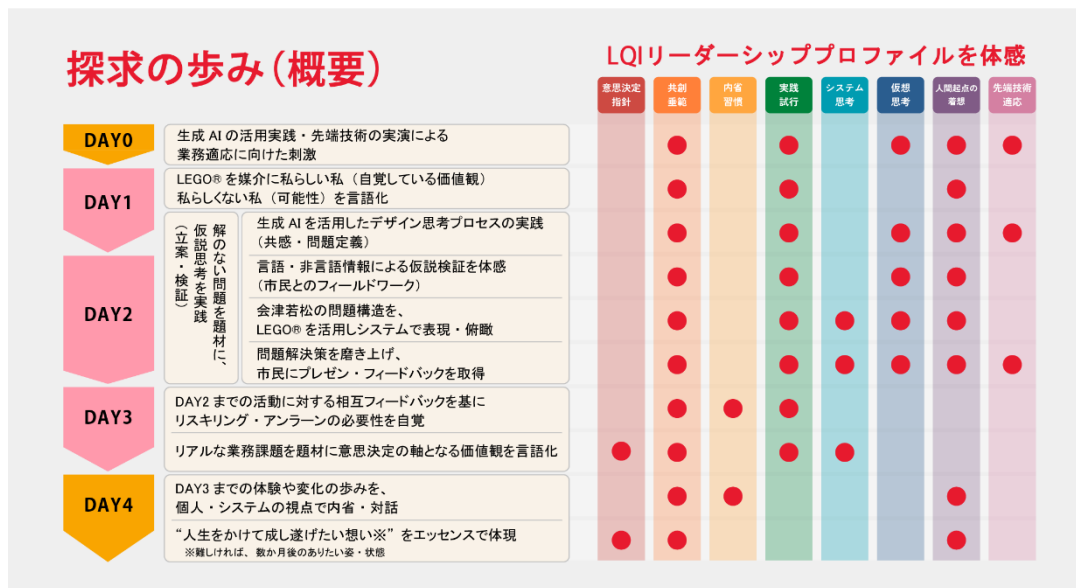 探求の歩み（概要）
LQIリーダーシッププロファイルを体感
意思決定
指針
共創
垂範
内省
習慣
実践
試行
システム
思考
仮想
思考
人間起点の
着想
先端技術
適応
DAY0
生成 AI の活用実践・先端技術の実演による
業務適応に向けた刺激
DAY1
LEGO® を媒介に私らしい私（自覚している価値観）
私らしくない私（可能性）を言語化
解のない問題を題材に、
仮説思考を実践
（立案・検証）
生成 AI を活用したデザイン思考プロセスの実践
（共感・問題定義）
DAY2
言語・非言語情報による仮説検証を体感
（市民とのフィールドワーク）
会津若松の問題構造を、
LEGO® を活用しシステムで表現・俯瞰
問題解決策を磨き上げ、
市民にプレゼン・フィードバックを取得
DAY3
DAY2 までの活動に対する相互フィードバックを基に
リスキリング・アンラーンの必要性を自覚
リアルな業務課題を題材に意思決定の軸となる価値観を言語化
DAY4
DAY3 までの体験や変化の歩みを、
個人・システムの視点で内省・対話
“人生をかけて成し遂げたい想い※” をエッセンスで体現
※難しければ、数か月後のありたい姿・状態